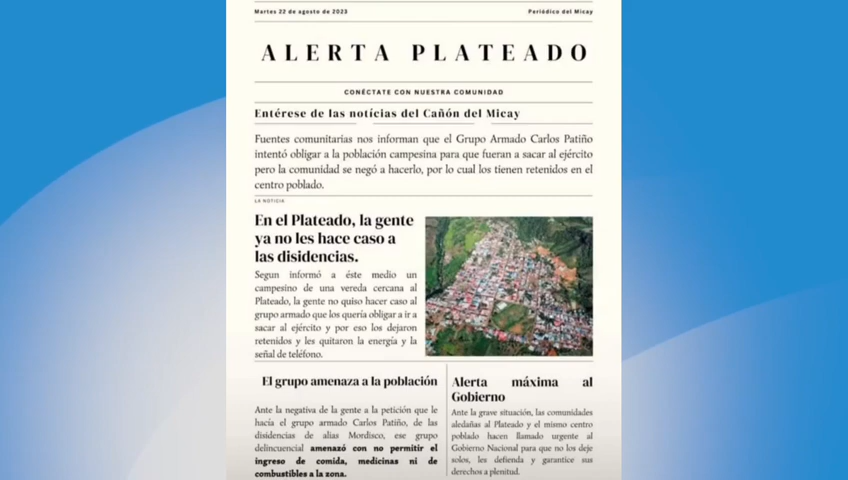 Martes 22 de agosto de 2023
Periódico del Micay
ALERTA PLATEADO
CONÉCTATE CON NUESTRA COMUNIDAD
Entérese de las notícias del Cañón del Micay
Fuentes comunitarias nos informan que el Grupo Armado Carlos Patiño
intentó obligar a la población campesina para que fueran a sacar al ejército
pero la comunidad se negó a hacerlo, por lo cual los tienen retenidos en el
centro poblado.
LA NOTICIA
En el Plateado, la gente
ya no les hace caso a
las disidencias.
Segun informó a éste medio un
campesino de una vereda cercana al
Plateado, la gente no quiso hacer caso al
grupo armado que los quería obligar a ir a
sacar al ejército y por eso los dejaron
retenidos y les quitaron la energía y la
señal de teléfono.
El grupo amenaza a la población
Ante la negativa de la gente a la petición que le
hacía el grupo armado Carlos Patiño, de las
disidencias de alias Mordisco, ese grupo
delincuencial amenazó con no permitir el
ingreso de comida, medicinas ni de
combustibles a la zona.
Alerta máxima al
Gobierno
Ante la grave situación, las comunidades
aledañas al Plateado y el mismo centro
poblado hacen llamado urgente al
Gobierno Nacional para que no los deje
solos, les defienda y garantice sus
derechos a plenitud.